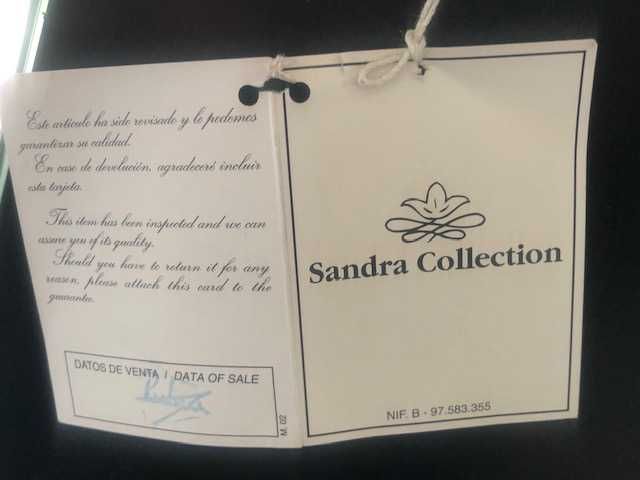 Este artículo ha sido revisado y le podemos
garantizar su calidad.
En caso de devolución, agradeceré incluir
esta tarjeta.
This item has been inspected and we can
assure you of its quality.
Should you have to return it for any
reason, please attach this card to the
guarantee.
DATOS DE VENTA / DATA OF SALE
M. 02
Sandra Collection
NIF. B - 97.583.355